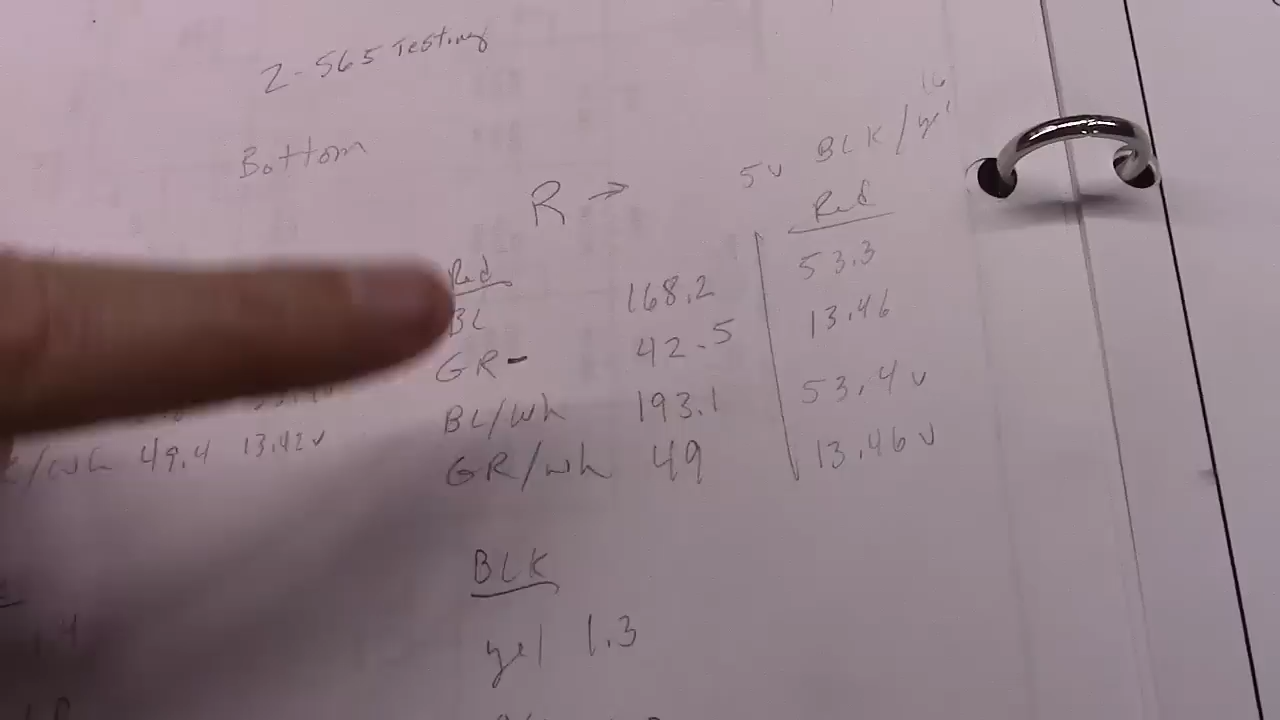 Z-565 Testing
Bottom
R →
16
5v BLK/yel
Red
Red
BL 168.2 53.3
GR- 42.5 13.46
BL/Wh 193.1 53.4v
GR/wh 49 13.46v
/Wh 49.4 13.42v
BLK
yel 1.3